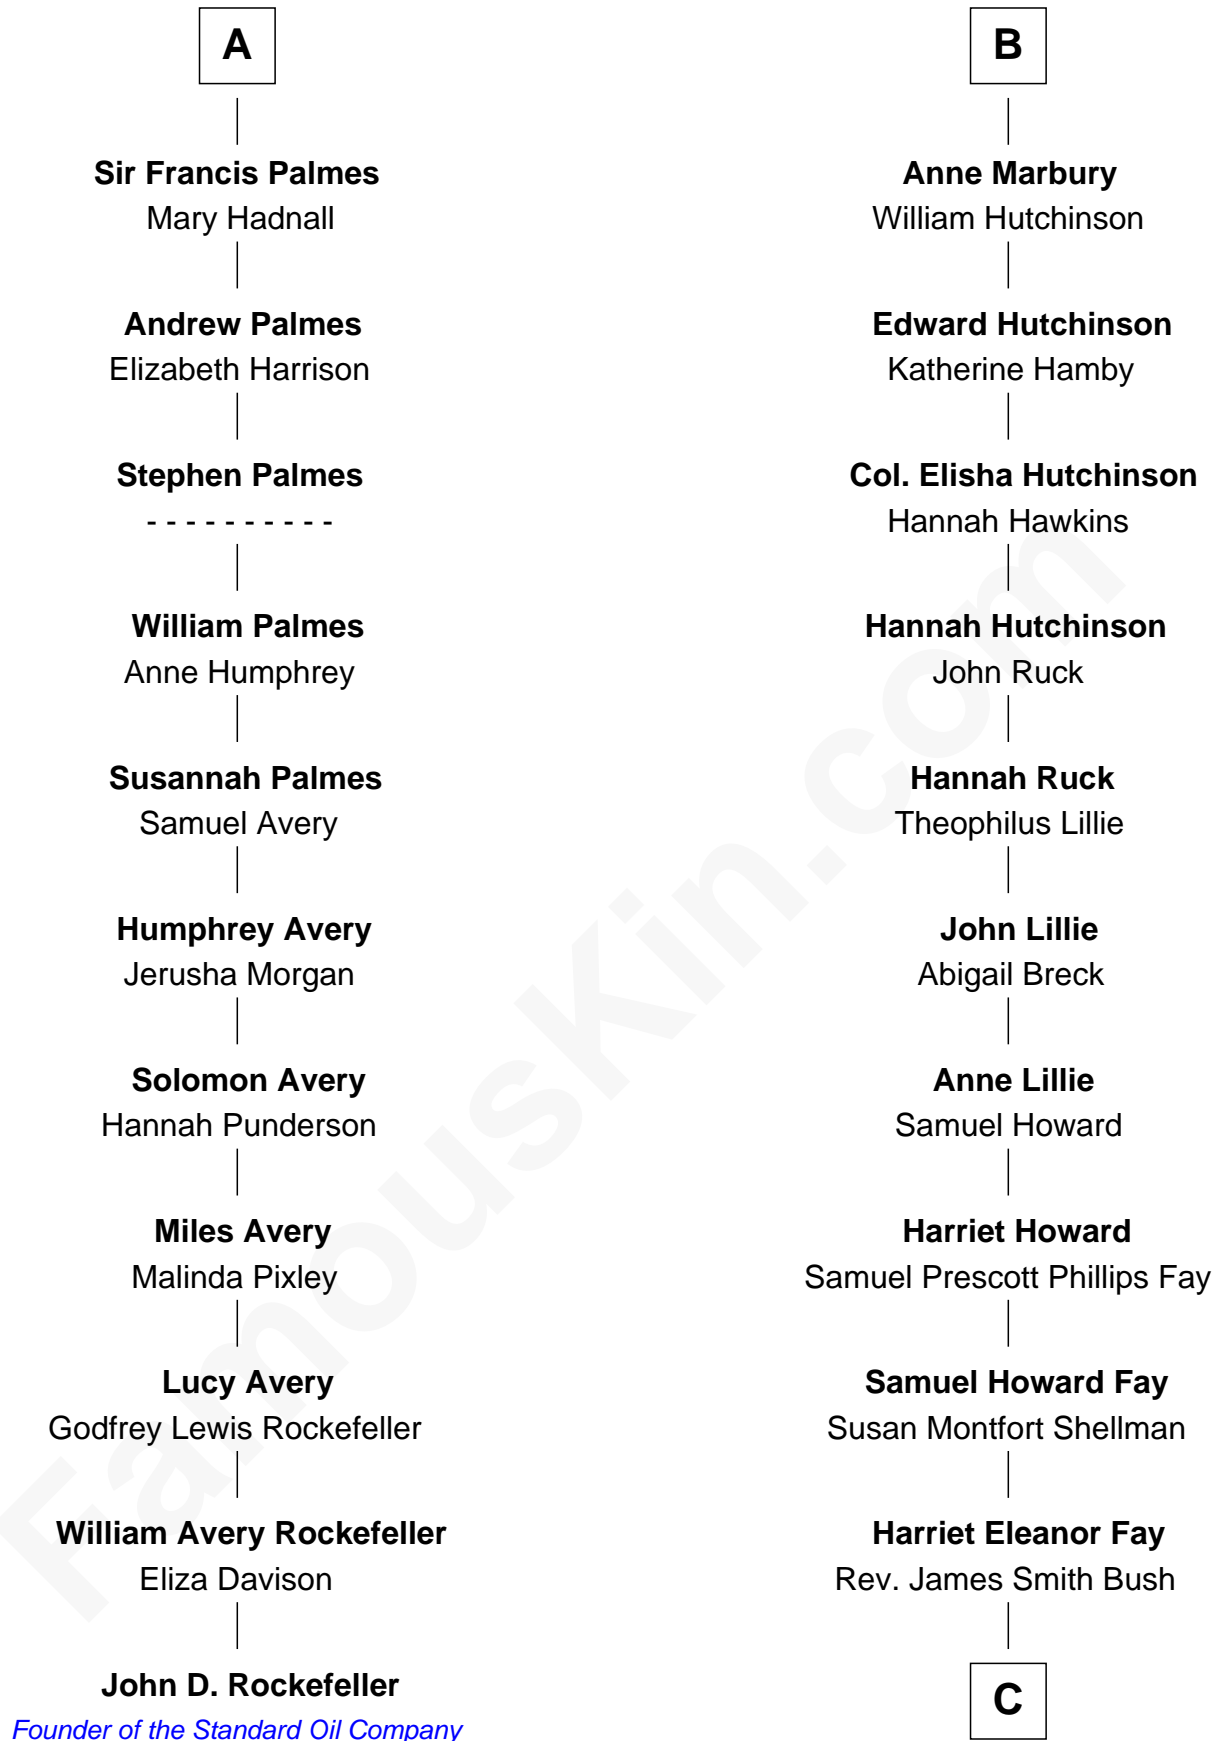 A
Sir Francis Palmes
Mary Hadnall
Andrew Palmes
Elizabeth Harrison
Stephen Palmes
- - - - - - - - - -
William Palmes
Anne Humphrey
Susannah Palmes
Samuel Avery
Humphrey Avery
Jerusha Morgan
Solomon Avery
Hannah Punderson
Miles Avery
Malinda Pixley
Lucy Avery
Godfrey Lewis Rockefeller
William Avery Rockefeller
Eliza Davison
John D. Rockefeller
Founder of the Standard Oil Company
B
Anne Marbury
William Hutchinson
Edward Hutchinson
Katherine Hamby
Col. Elisha Hutchinson
Hannah Hawkins
Hannah Hutchinson
John Ruck
Hannah Ruck
Theophilus Lillie
John Lillie
Abigail Breck
Anne Lillie
Samuel Howard
Harriet Howard
Samuel Prescott Phillips Fay
Samuel Howard Fay
Susan Montfort Shellman
Harriet Eleanor Fay
Rev. James Smith Bush
C
FamousKin.com